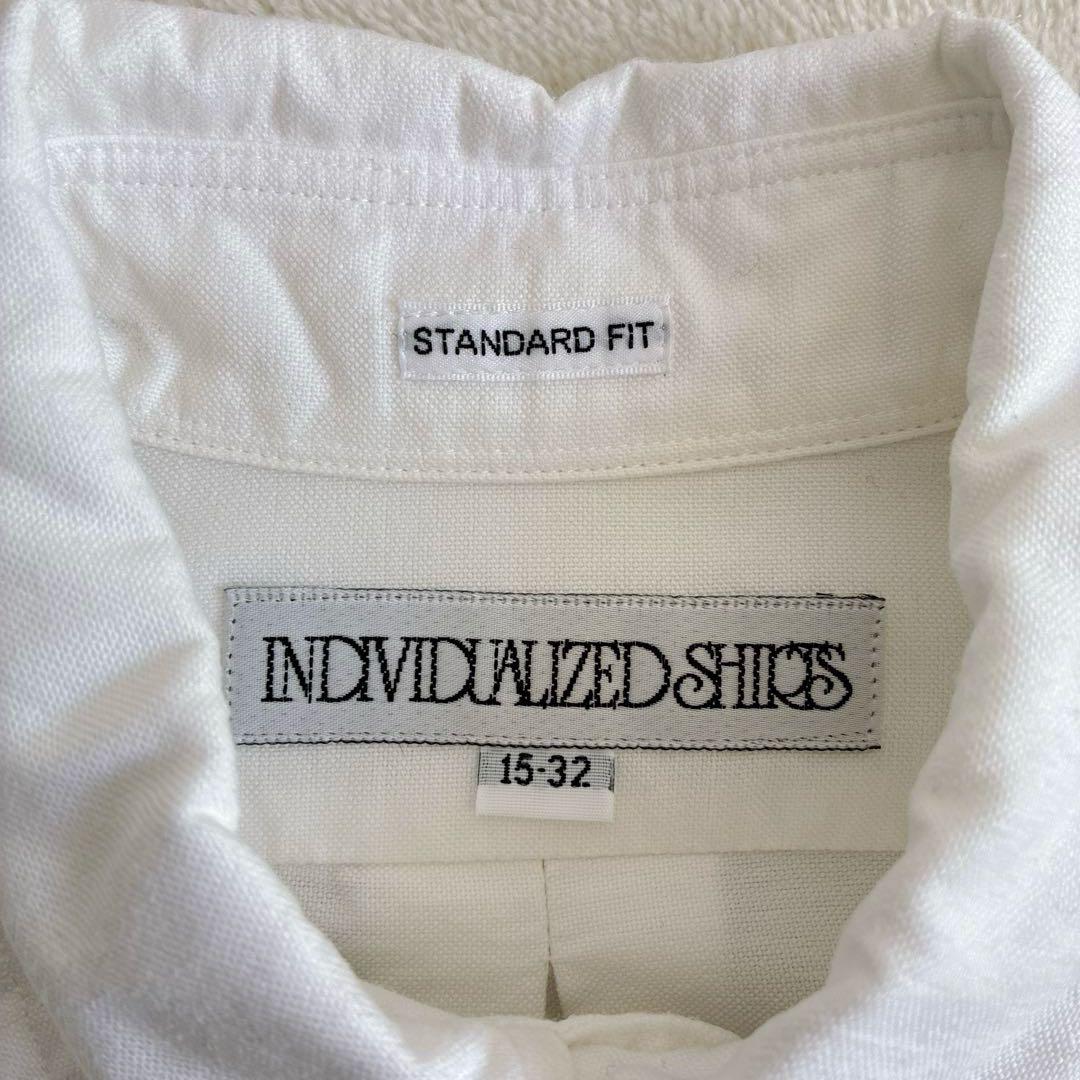 STANDARD FIT
INDIVIDUALIZED SHIRTS
15-32